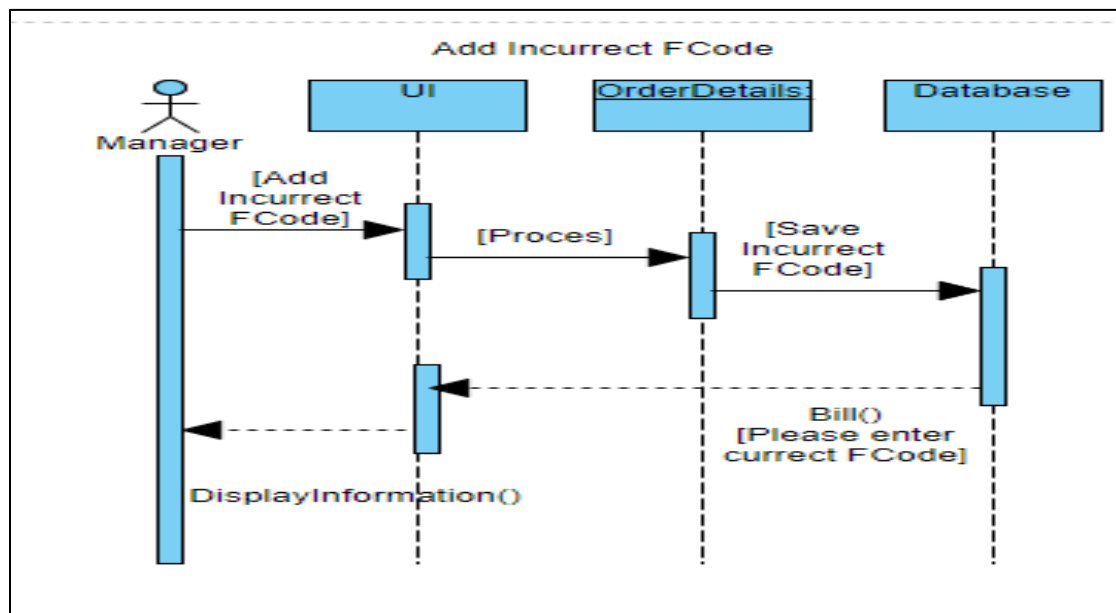 Add Incurrect FCode
UI
OrderDetails:
Database
Manager
[Add
Incurrect
FCode]
[Proces]
[Save
Incurrect
FCode]
Bill()
[Please enter
currect FCode]
DisplayInformation()